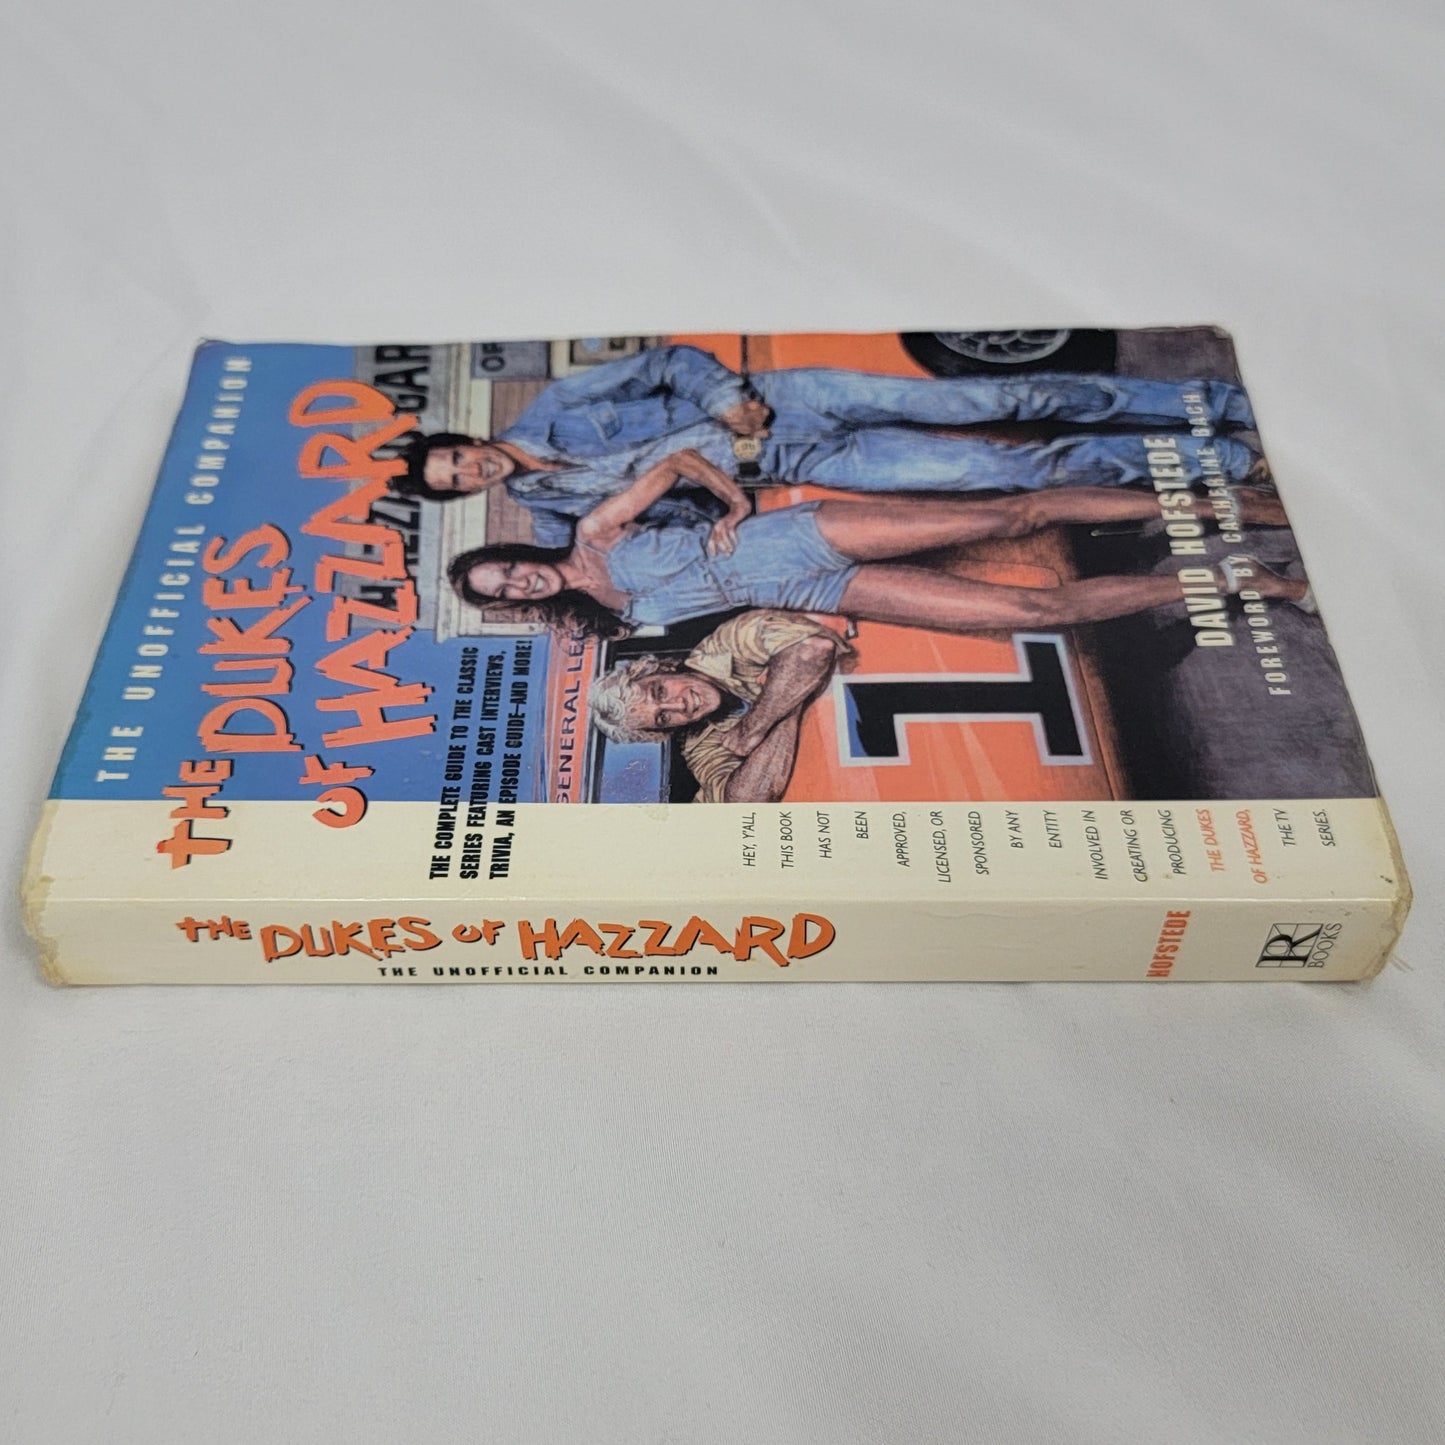 THE UNOFFICIAL COMPANION
THE DUKES
OF HAZZARD
THE COMPLETE GUIDE TO THE CLASSIC
SERIES FEATURING CAST INTERVIEWS,
TRIVIA, AN EPISODE GUIDE—AND MORE!
GENERAL LEE
1
DAVID HOFSTEDE
FOREWORD BY CATHERINE BACH
HEY, Y'ALL,
THIS BOOK
HAS NOT
BEEN
APPROVED,
LICENSED, OR
SPONSORED
BY ANY
ENTITY
INVOLVED IN
CREATING OR
PRODUCING
THE DUKES
OF HAZZARD,
THE TV
SERIES.
THE DUKES OF HAZZARD
THE UNOFFICIAL COMPANION
HOFSTEDE
R
BOOKS